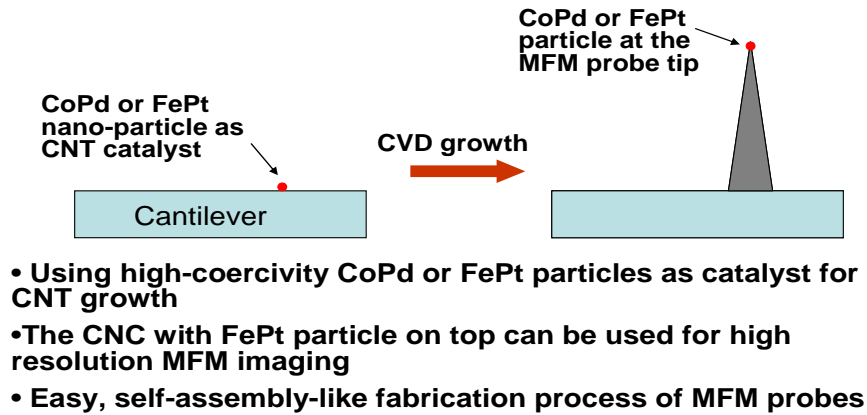 CoPd or FePt
nano-particle as
CNT catalyst
Cantilever
CVD growth
CoPd or FePt
particle at the
MFM probe tip
• Using high-coercivity CoPd or FePt particles as catalyst for
CNT growth
•The CNC with FePt particle on top can be used for high
resolution MFM imaging
• Easy, self-assembly-like fabrication process of MFM probes